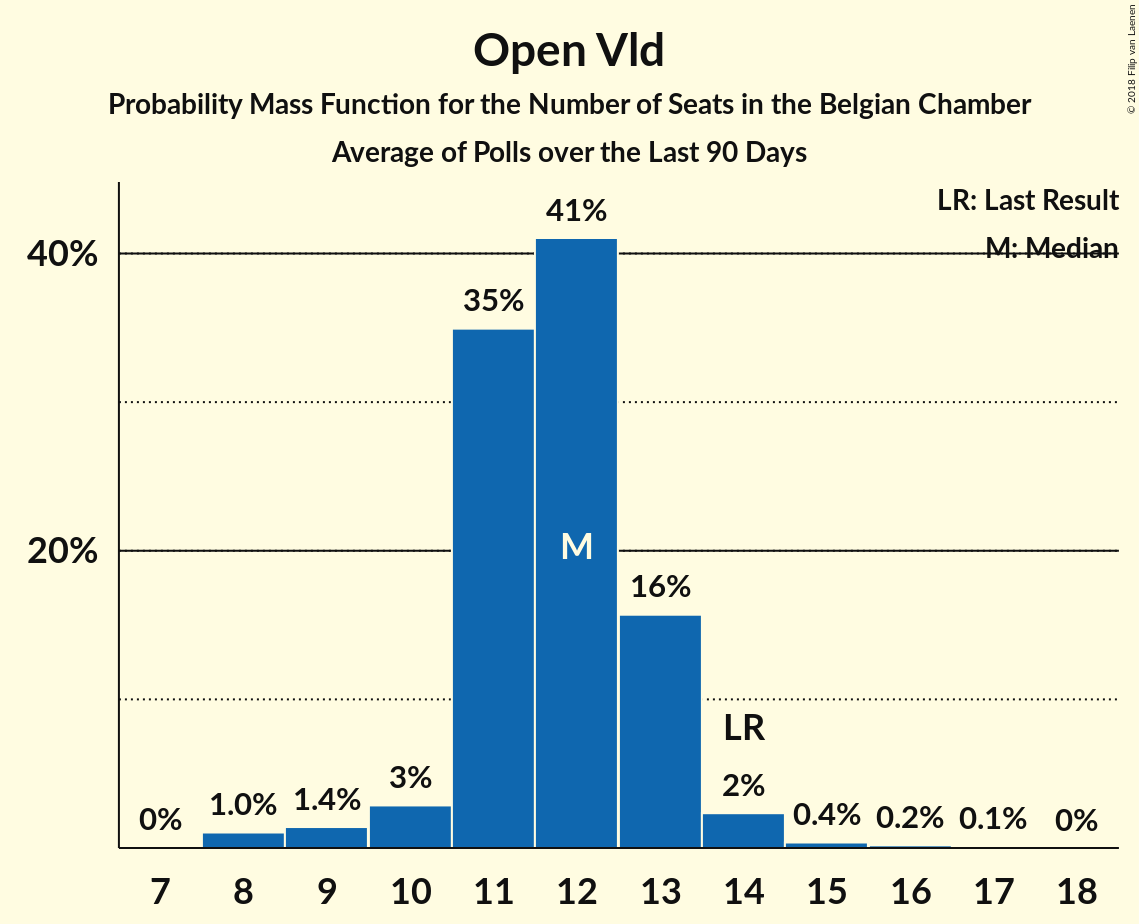 Open Vld
Probability Mass Function for the Number of Seats in the Belgian Chamber
Average of Polls over the Last 90 Days
© 2018 Filip van Laenen
LR: Last Result
M: Median
40%
20%
0%
1.0%
1.4%
3%
35%
41%
M
16%
LR
2%
0.4%
0.2%
0.1%
0%
7 8 9 10 11 12 13 14 15 16 17 18